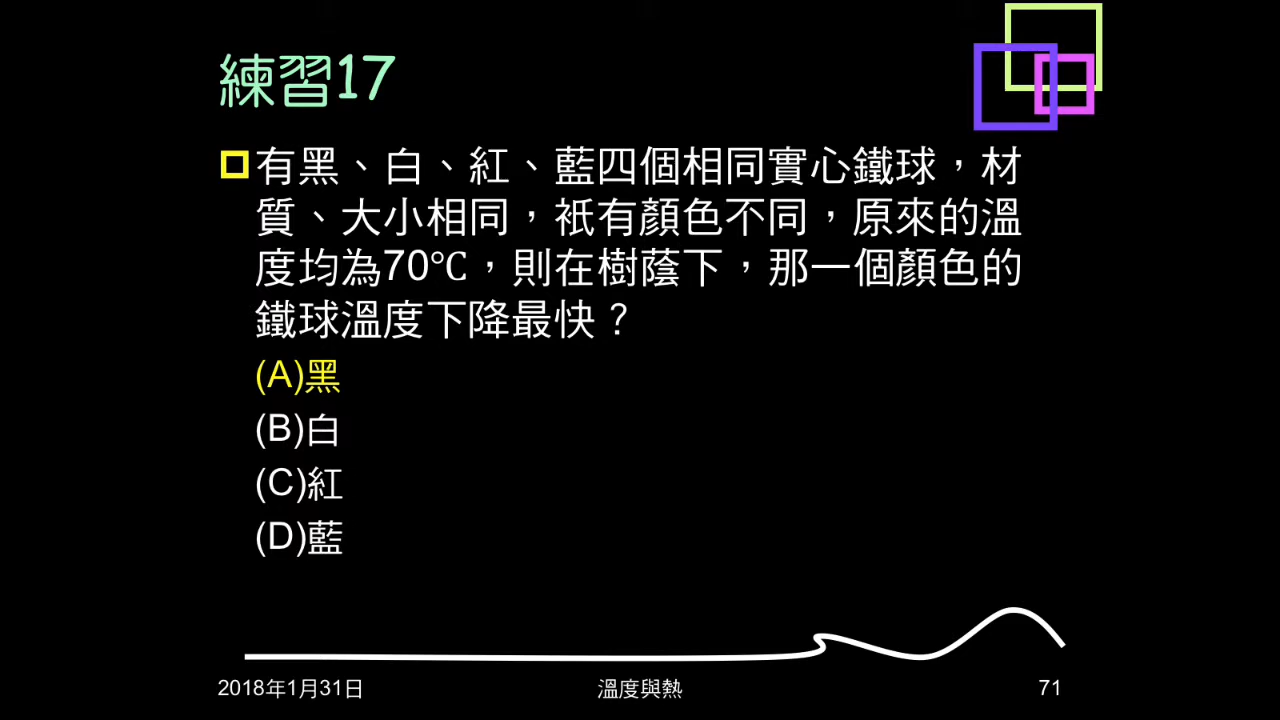 練習17
有黑、白、紅、藍四個相同實心鐵球，材
質、大小相同，衹有顏色不同，原來的溫
度均為70℃，則在樹蔭下，那一個顏色的
鐵球溫度下降最快？
(A)黑
(B)白
(C)紅
(D)藍
2018年1月31日
溫度與熱
71